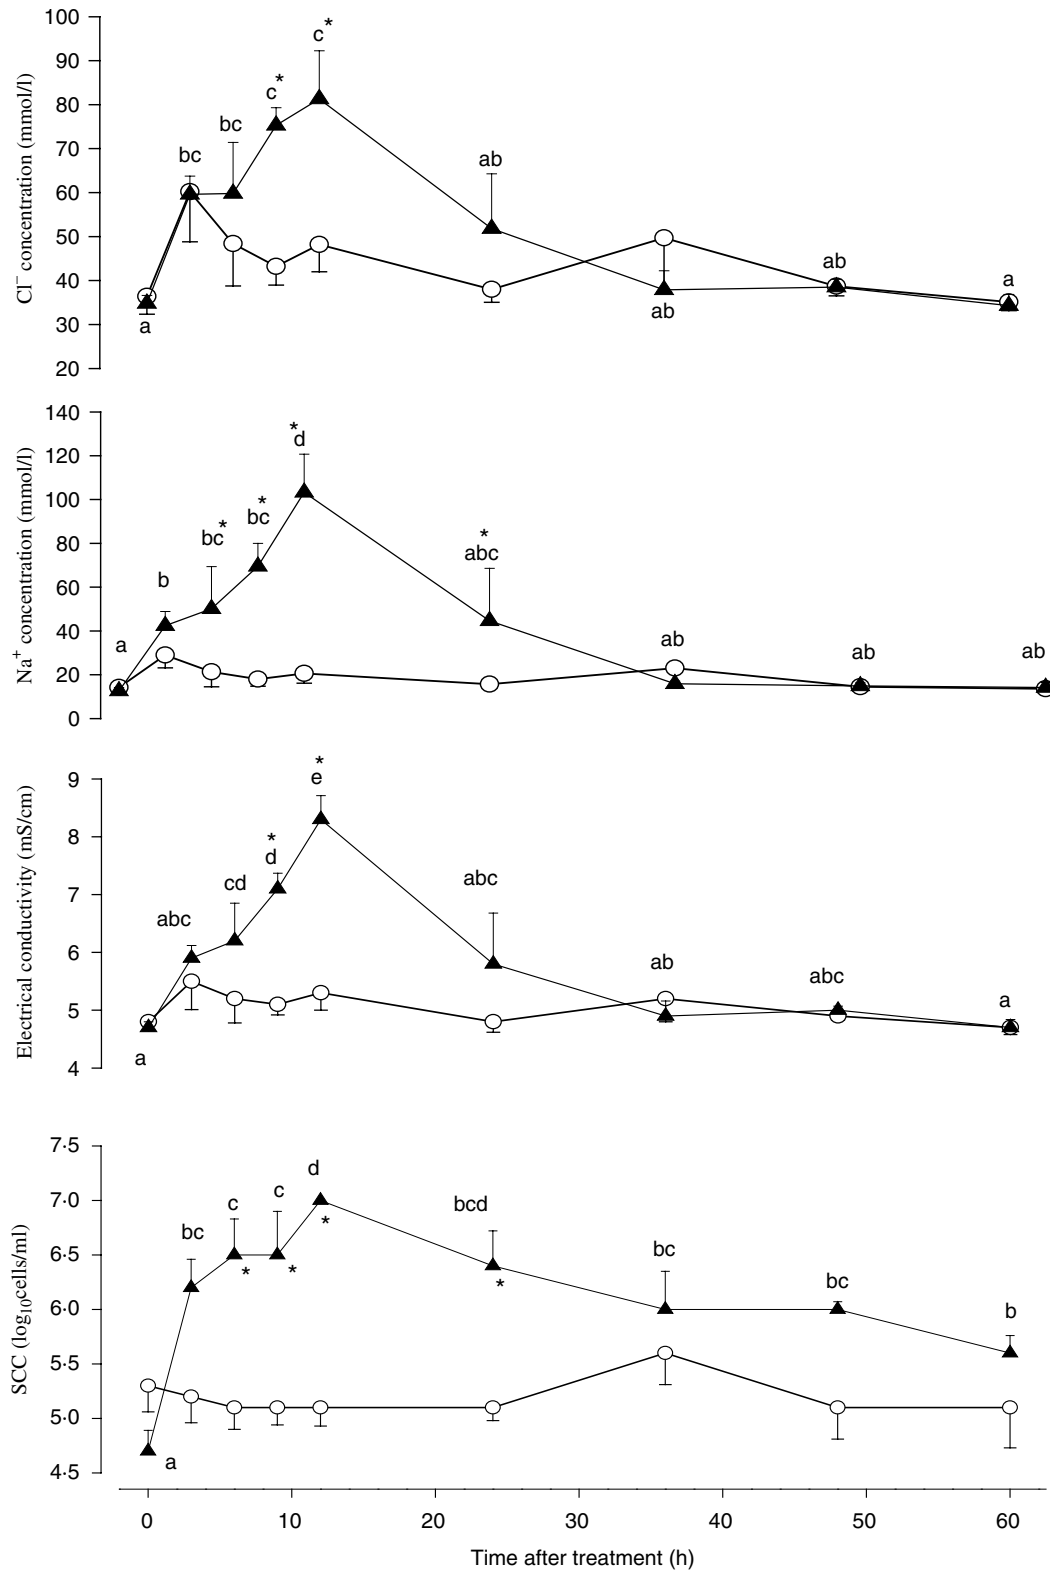 100
90
80
70
60
50
40
30
20
Cl⁻ concentration (mmol/l)
a
bc
bc
c*
c*
ab
ab
ab
a
140
120
100
80
60
40
20
0
Na⁺ concentration (mmol/l)
a
b
bc*
bc*
*d
*
abc
ab
ab
ab
9
8
7
6
5
4
Electrical conductivity (mS/cm)
a
abc
cd
*
d
*
e
abc
ab
abc
a
7·5
7·0
6·5
6·0
5·5
5·0
4·5
SCC (log₁₀cells/ml)
a
bc
c
*
c
*
d
*
bcd
*
bc
bc
b
0 10 20 30 40 50 60
Time after treatment (h)